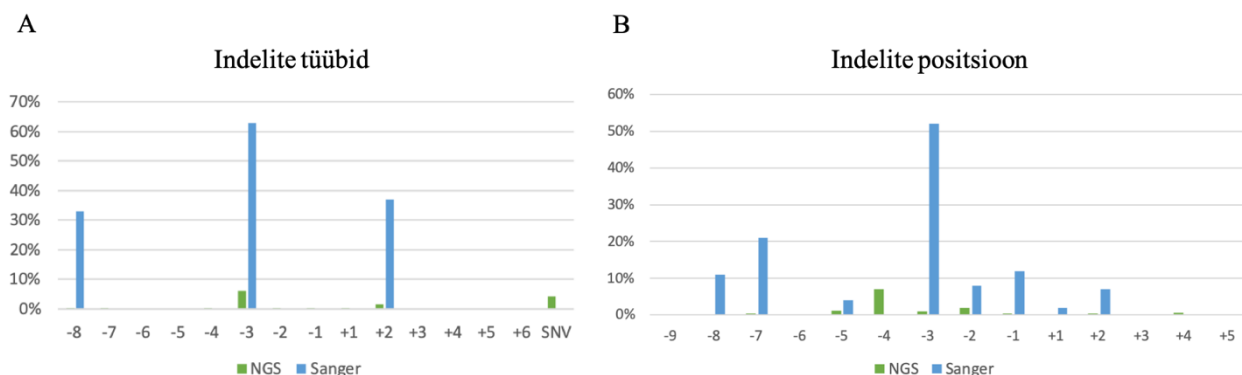 A
Indelite tüübid
70%
60%
50%
40%
30%
20%
10%
0%
-8 -7 -6 -5 -4 -3 -2 -1 +1 +2 +3 +4 +5 +6 SNV
NGS Sanger
B
Indelite positsioon
60%
50%
40%
30%
20%
10%
0%
-9 -8 -7 -6 -5 -4 -3 -2 -1 +1 +2 +3 +4 +5
NGS Sanger